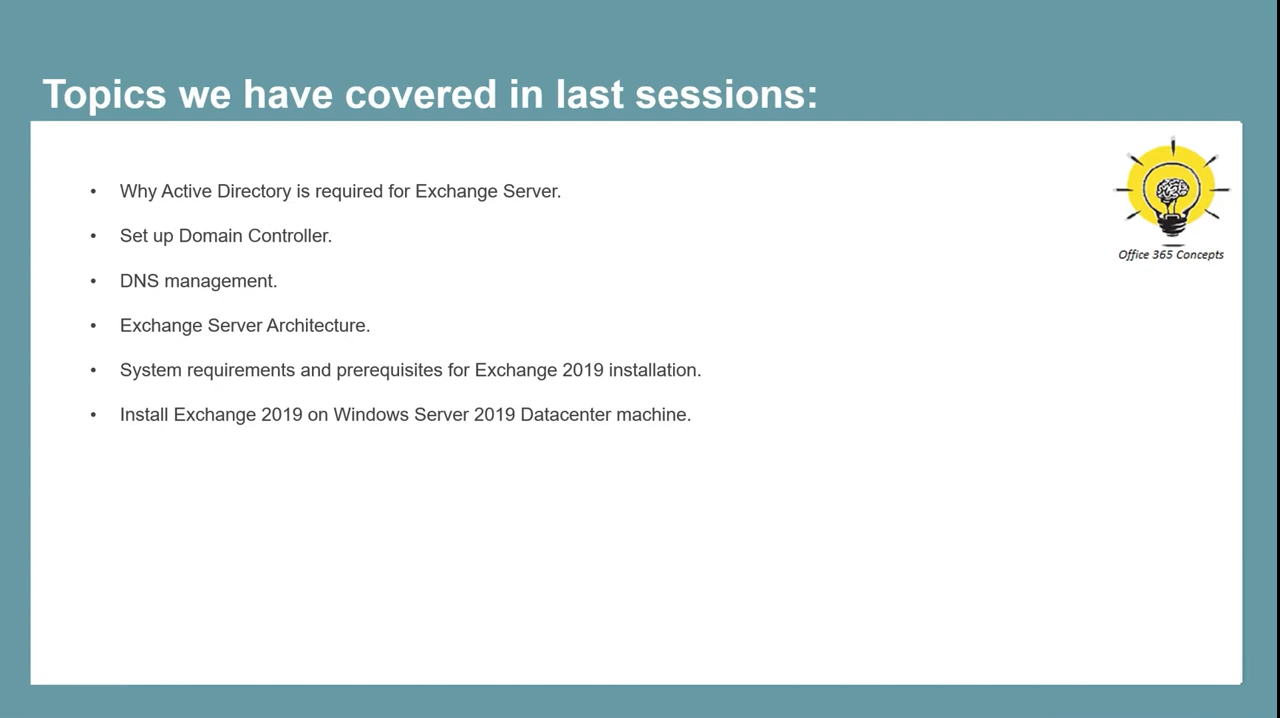 Topics we have covered in last sessions:
• Why Active Directory is required for Exchange Server.
• Set up Domain Controller.
• DNS management.
• Exchange Server Architecture.
• System requirements and prerequisites for Exchange 2019 installation.
• Install Exchange 2019 on Windows Server 2019 Datacenter machine.
Office 365 Concepts